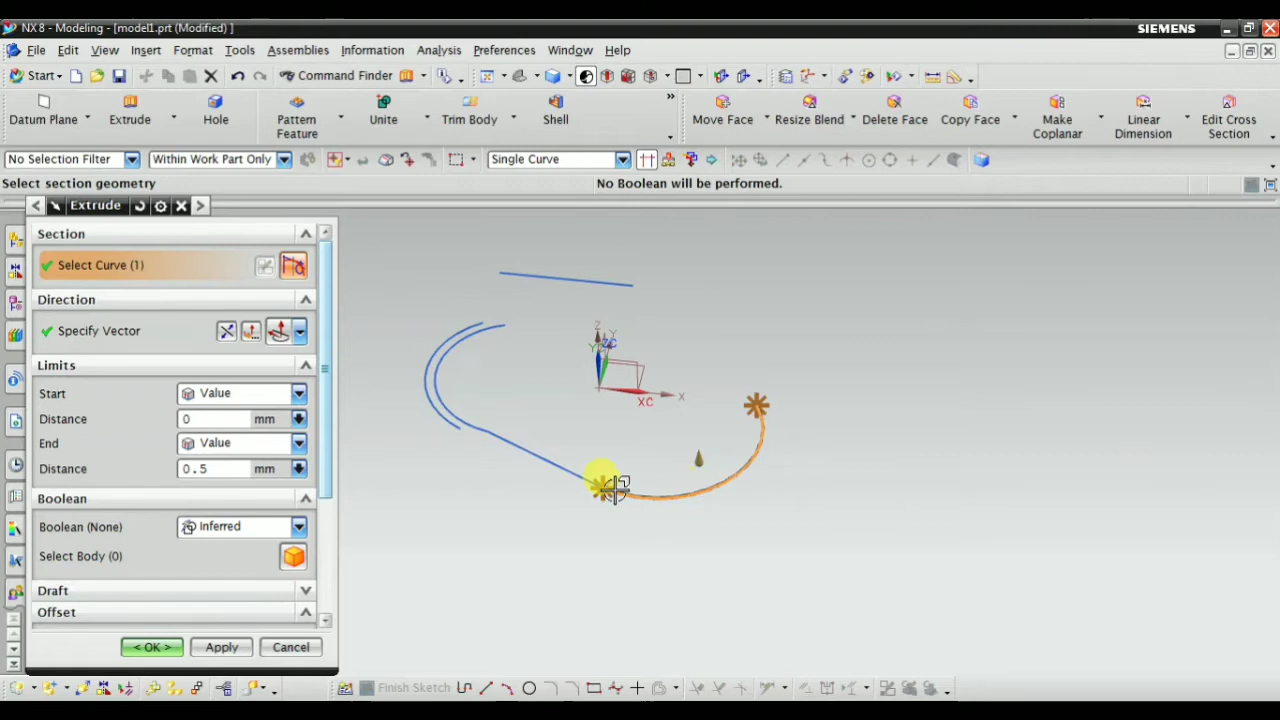 NX 8 - Modeling - [model1.prt (Modified) ]
SIEMENS
File Edit View Insert Format Tools Assemblies Information Analysis Preferences Window Help
Start Command Finder
Datum Plane Extrude Hole Pattern Feature Unite Trim Body Shell Move Face Resize Blend Delete Face Copy Face Make Coplanar Linear Dimension Edit Cross Section
No Selection Filter Within Work Part Only Single Curve
Select section geometry No Boolean will be performed.
Extrude
Section
Select Curve (1)
Direction
Specify Vector
Limits
Start Value
Distance 0 mm
End Value
Distance 0.5 mm
Boolean
Boolean (None) Inferred
Select Body (0)
Draft
Offset
< OK > Apply Cancel
Z
Y
ZC
XC
X
Finish Sketch